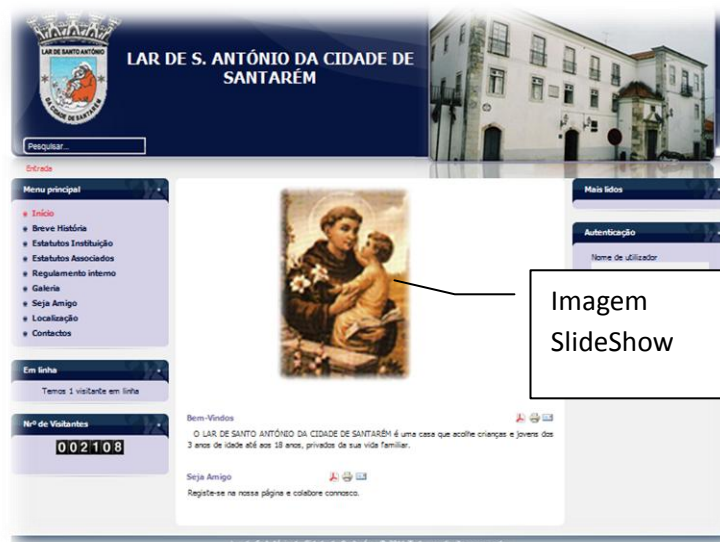 LAR DE SANTO ANTÓNIO
DA CIDADE DE SANTARÉM
LAR DE S. ANTÓNIO DA CIDADE DE
SANTARÉM
Pesquisar...
Entrada
Menu principal
Início
Breve História
Estatutos Instituição
Estatutos Associados
Regulamento interno
Galeria
Seja Amigo
Localização
Contactos
Em linha
Temos 1 visitante em linha
Nrº de Visitantes
002108
Bem-Vindos
O LAR DE SANTO ANTÓNIO DA CIDADE DE SANTARÉM é uma casa que acolhe crianças e jovens dos
3 anos de idade até aos 18 anos, privados da sua vida familiar.
Seja Amigo
Registe-se na nossa página e colabore connosco.
Mais lidos
Autenticação
Nome de utilizador
Imagem
SlideShow